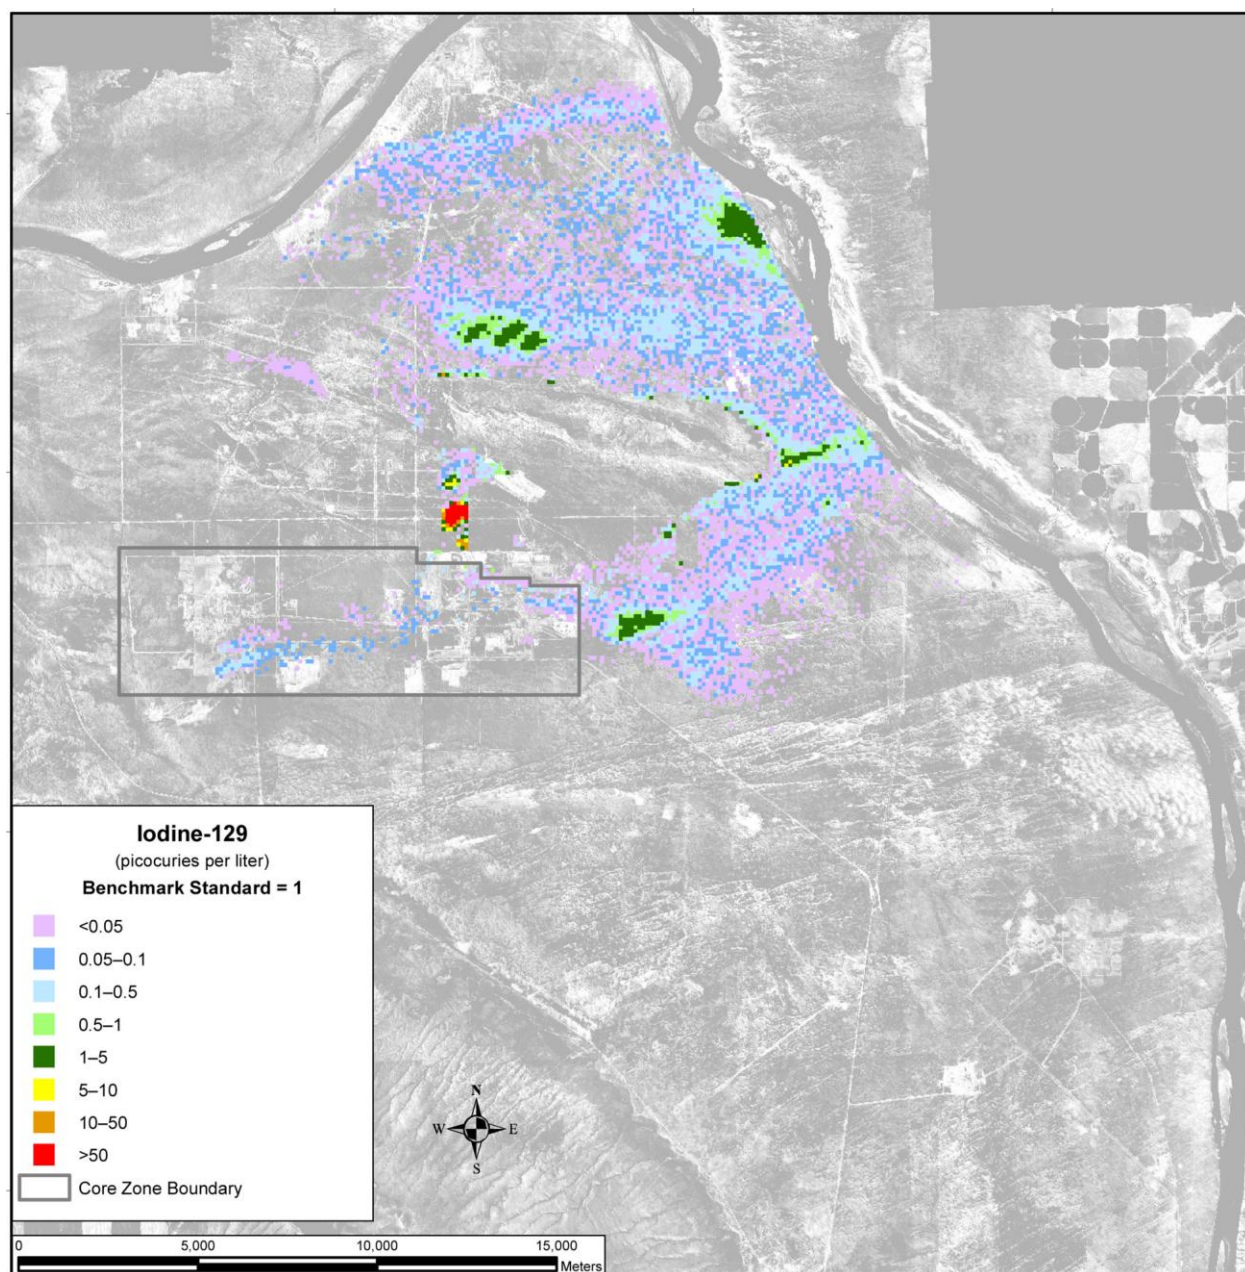 Iodine-129
(picocuries per liter)
Benchmark Standard = 1
<0.05
0.05–0.1
0.1–0.5
0.5–1
1–5
5–10
10–50
>50
Core Zone Boundary
N
W E
S
0 5,000 10,000 15,000
Meters